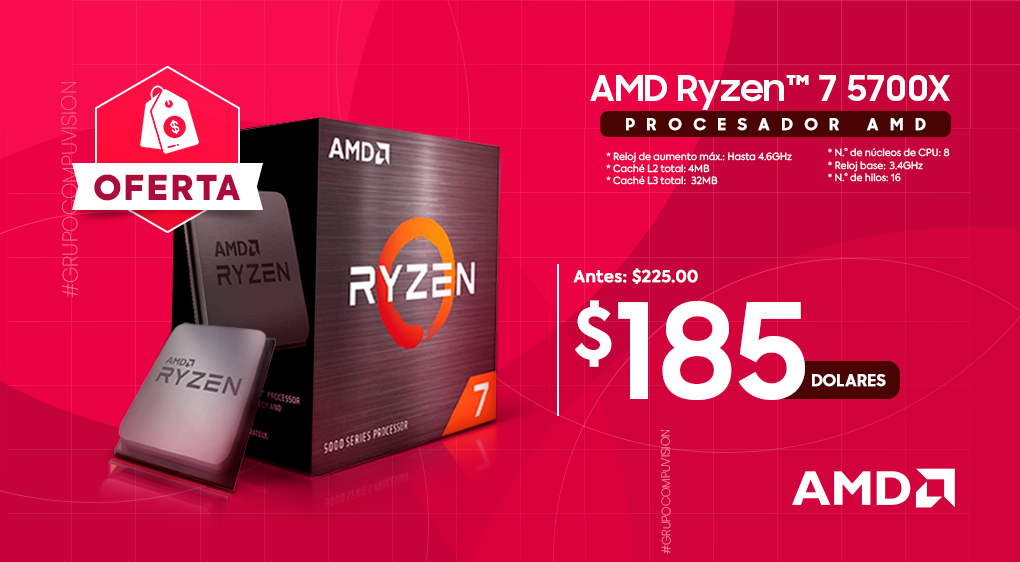 #GRUPOCOMPUVISION
OFERTA
AMD
RYZEN
7
5000 SERIES PROCESSOR
AMD
RYZEN
PROCESSOR
AND
AMD
RYZEN
AMD Ryzen™ 7 5700X
PROCESADOR AMD
* Reloj de aumento máx.: Hasta 4.6GHz
* Caché L2 total: 4MB
* Caché L3 total: 32MB
* N.° de núcleos de CPU: 8
* Reloj base: 3.4GHz
* N.° de hilos: 16
Antes: $225.00
$185
DOLARES
#GRUPOCOMPUVISION
AMD